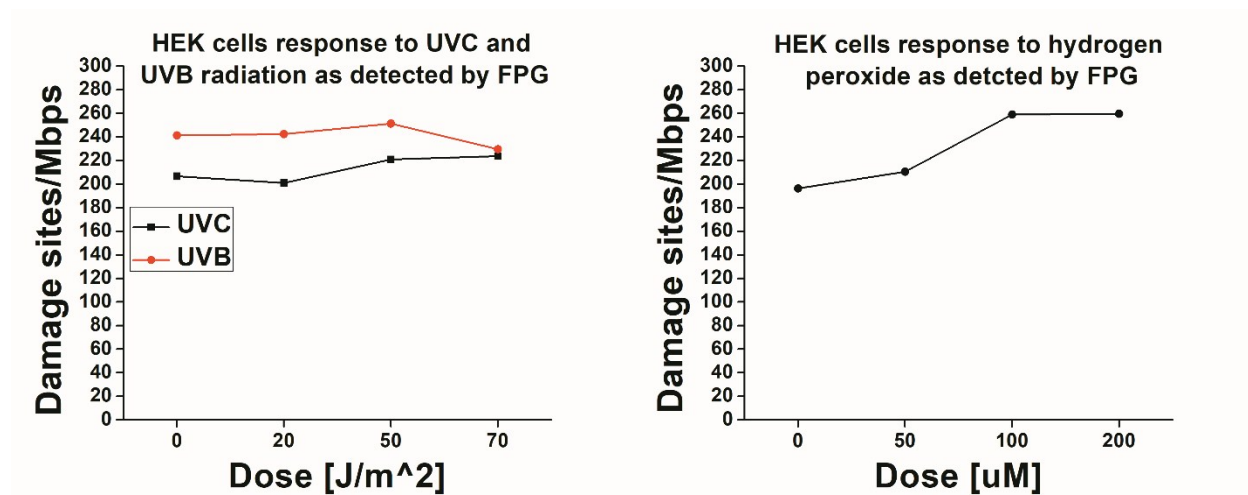 HEK cells response to UVC and
UVB radiation as detected by FPG
300
280
260
240
220
200
180
160
140
120
100
80
60
40
20
0
Damage sites/Mbps
UVC
UVB
0 20 50 70
Dose [J/m^2]
HEK cells response to hydrogen
peroxide as detcted by FPG
300
280
260
240
220
200
180
160
140
120
100
80
60
40
20
0
Damage sites/Mbps
0 50 100 200
Dose [uM]